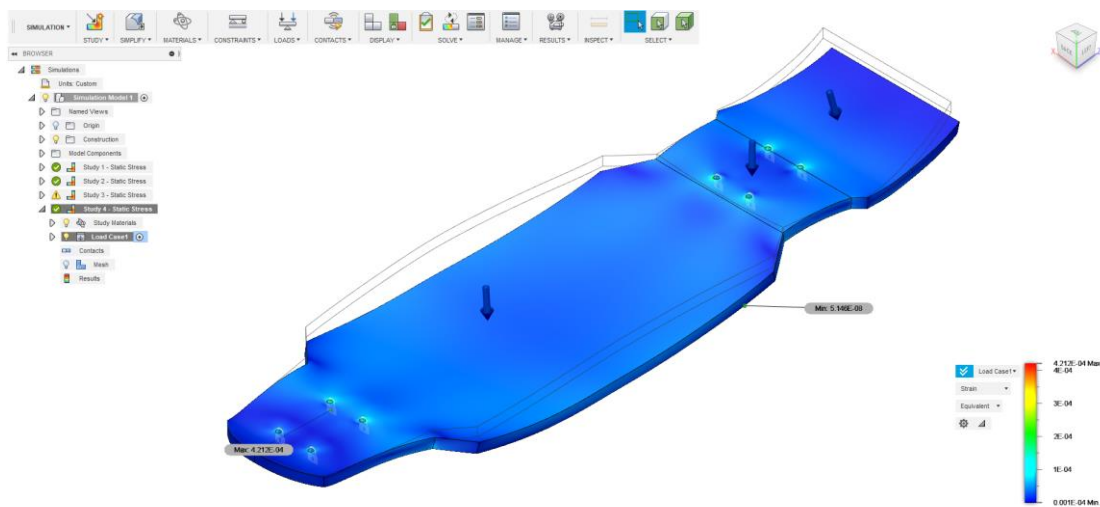 SIMULATION
STUDY
SIMPLIFY
MATERIALS
CONSTRAINTS
LOADS
CONTACTS
DISPLAY
SOLVE
MANAGE
RESULTS
INSPECT
SELECT
BROWSER
Simulations
Units: Custom
Simulation Model 1
Named Views
Origin
Construction
Model Components
Study 1 - Static Stress
Study 2 - Static Stress
Study 3 - Static Stress
Study 4 - Static Stress
Study Materials
Load Case1
Contacts
Mesh
Results
BACK
LEFT
Min: 5.146E-08
Max: 4.212E-04
Load Case1
Strain
Equivalent
4.212E-04 Max
4E-04
3E-04
2E-04
1E-04
0.001E-04 Min